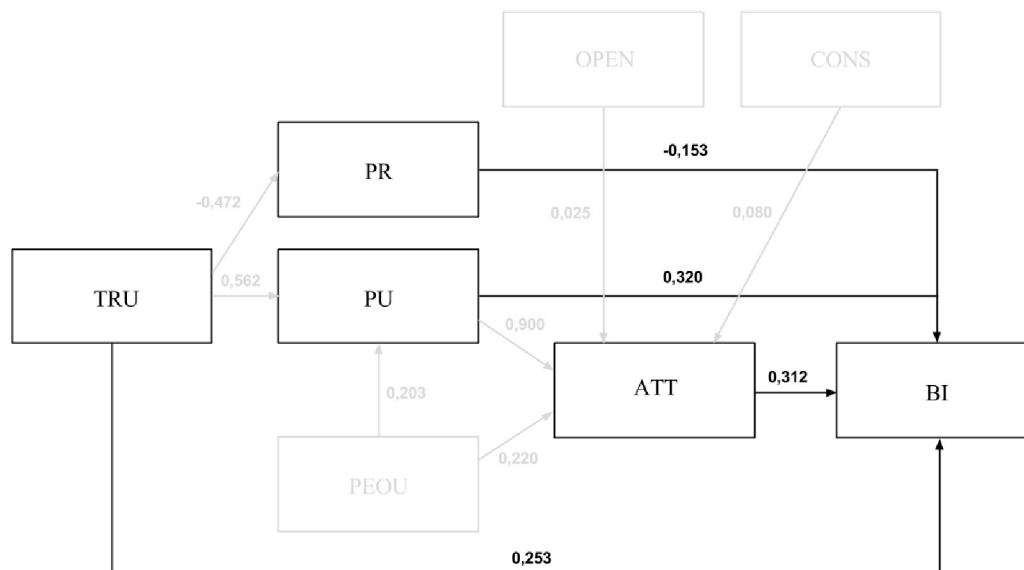 OPEN
CONS
-0,153
PR
-0,472
0,025
0,080
0,562
0,320
TRU
PU
0,900
0,312
ATT
BI
0,203
0,220
PEOU
0,253